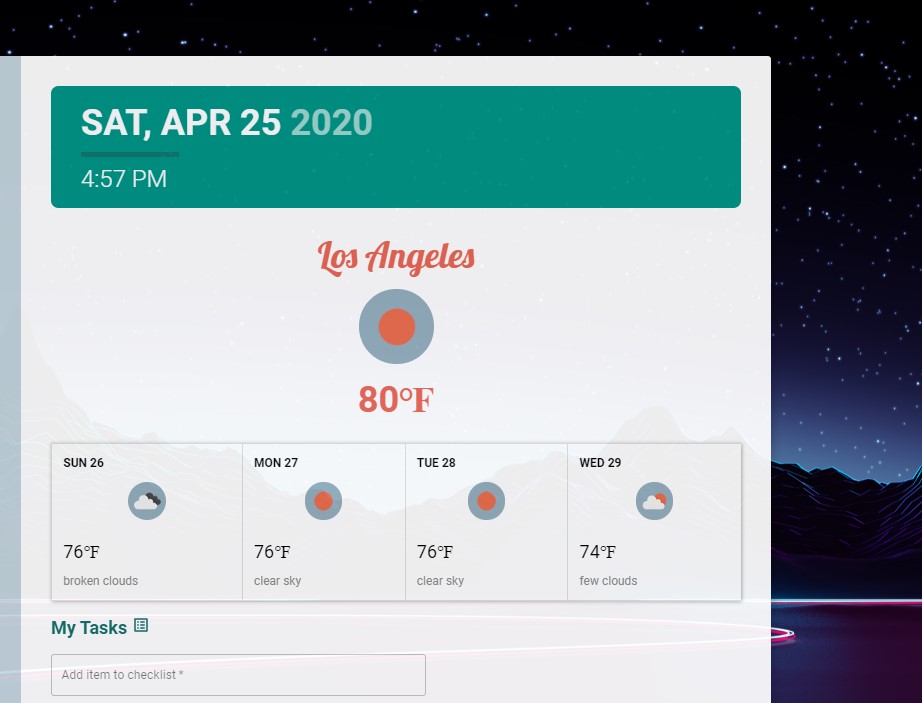 SAT, APR 25 2020
4:57 PM
Los Angeles
80°F
SUN 26
76°F
broken clouds
MON 27
76°F
clear sky
TUE 28
76°F
clear sky
WED 29
74°F
few clouds
My Tasks
Add item to checklist *